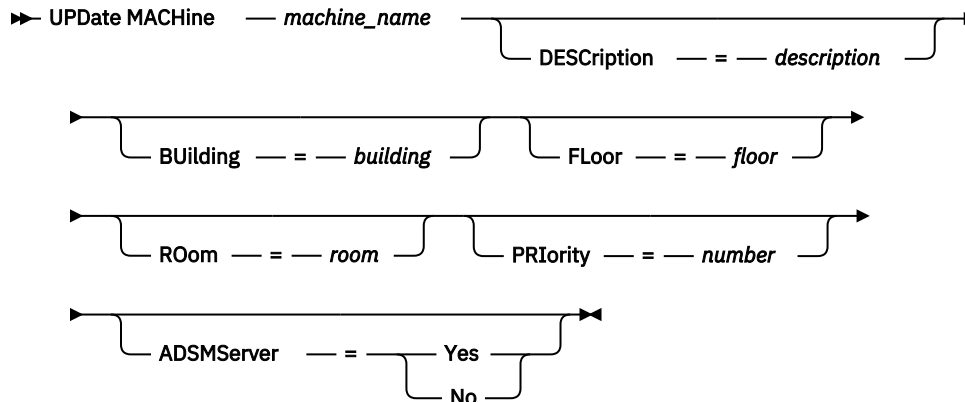 UPDate MACHine machine_name
DESCription = description
BUilding = building FLoor = floor
ROom = room PRIority = number
ADSMServer = Yes
No